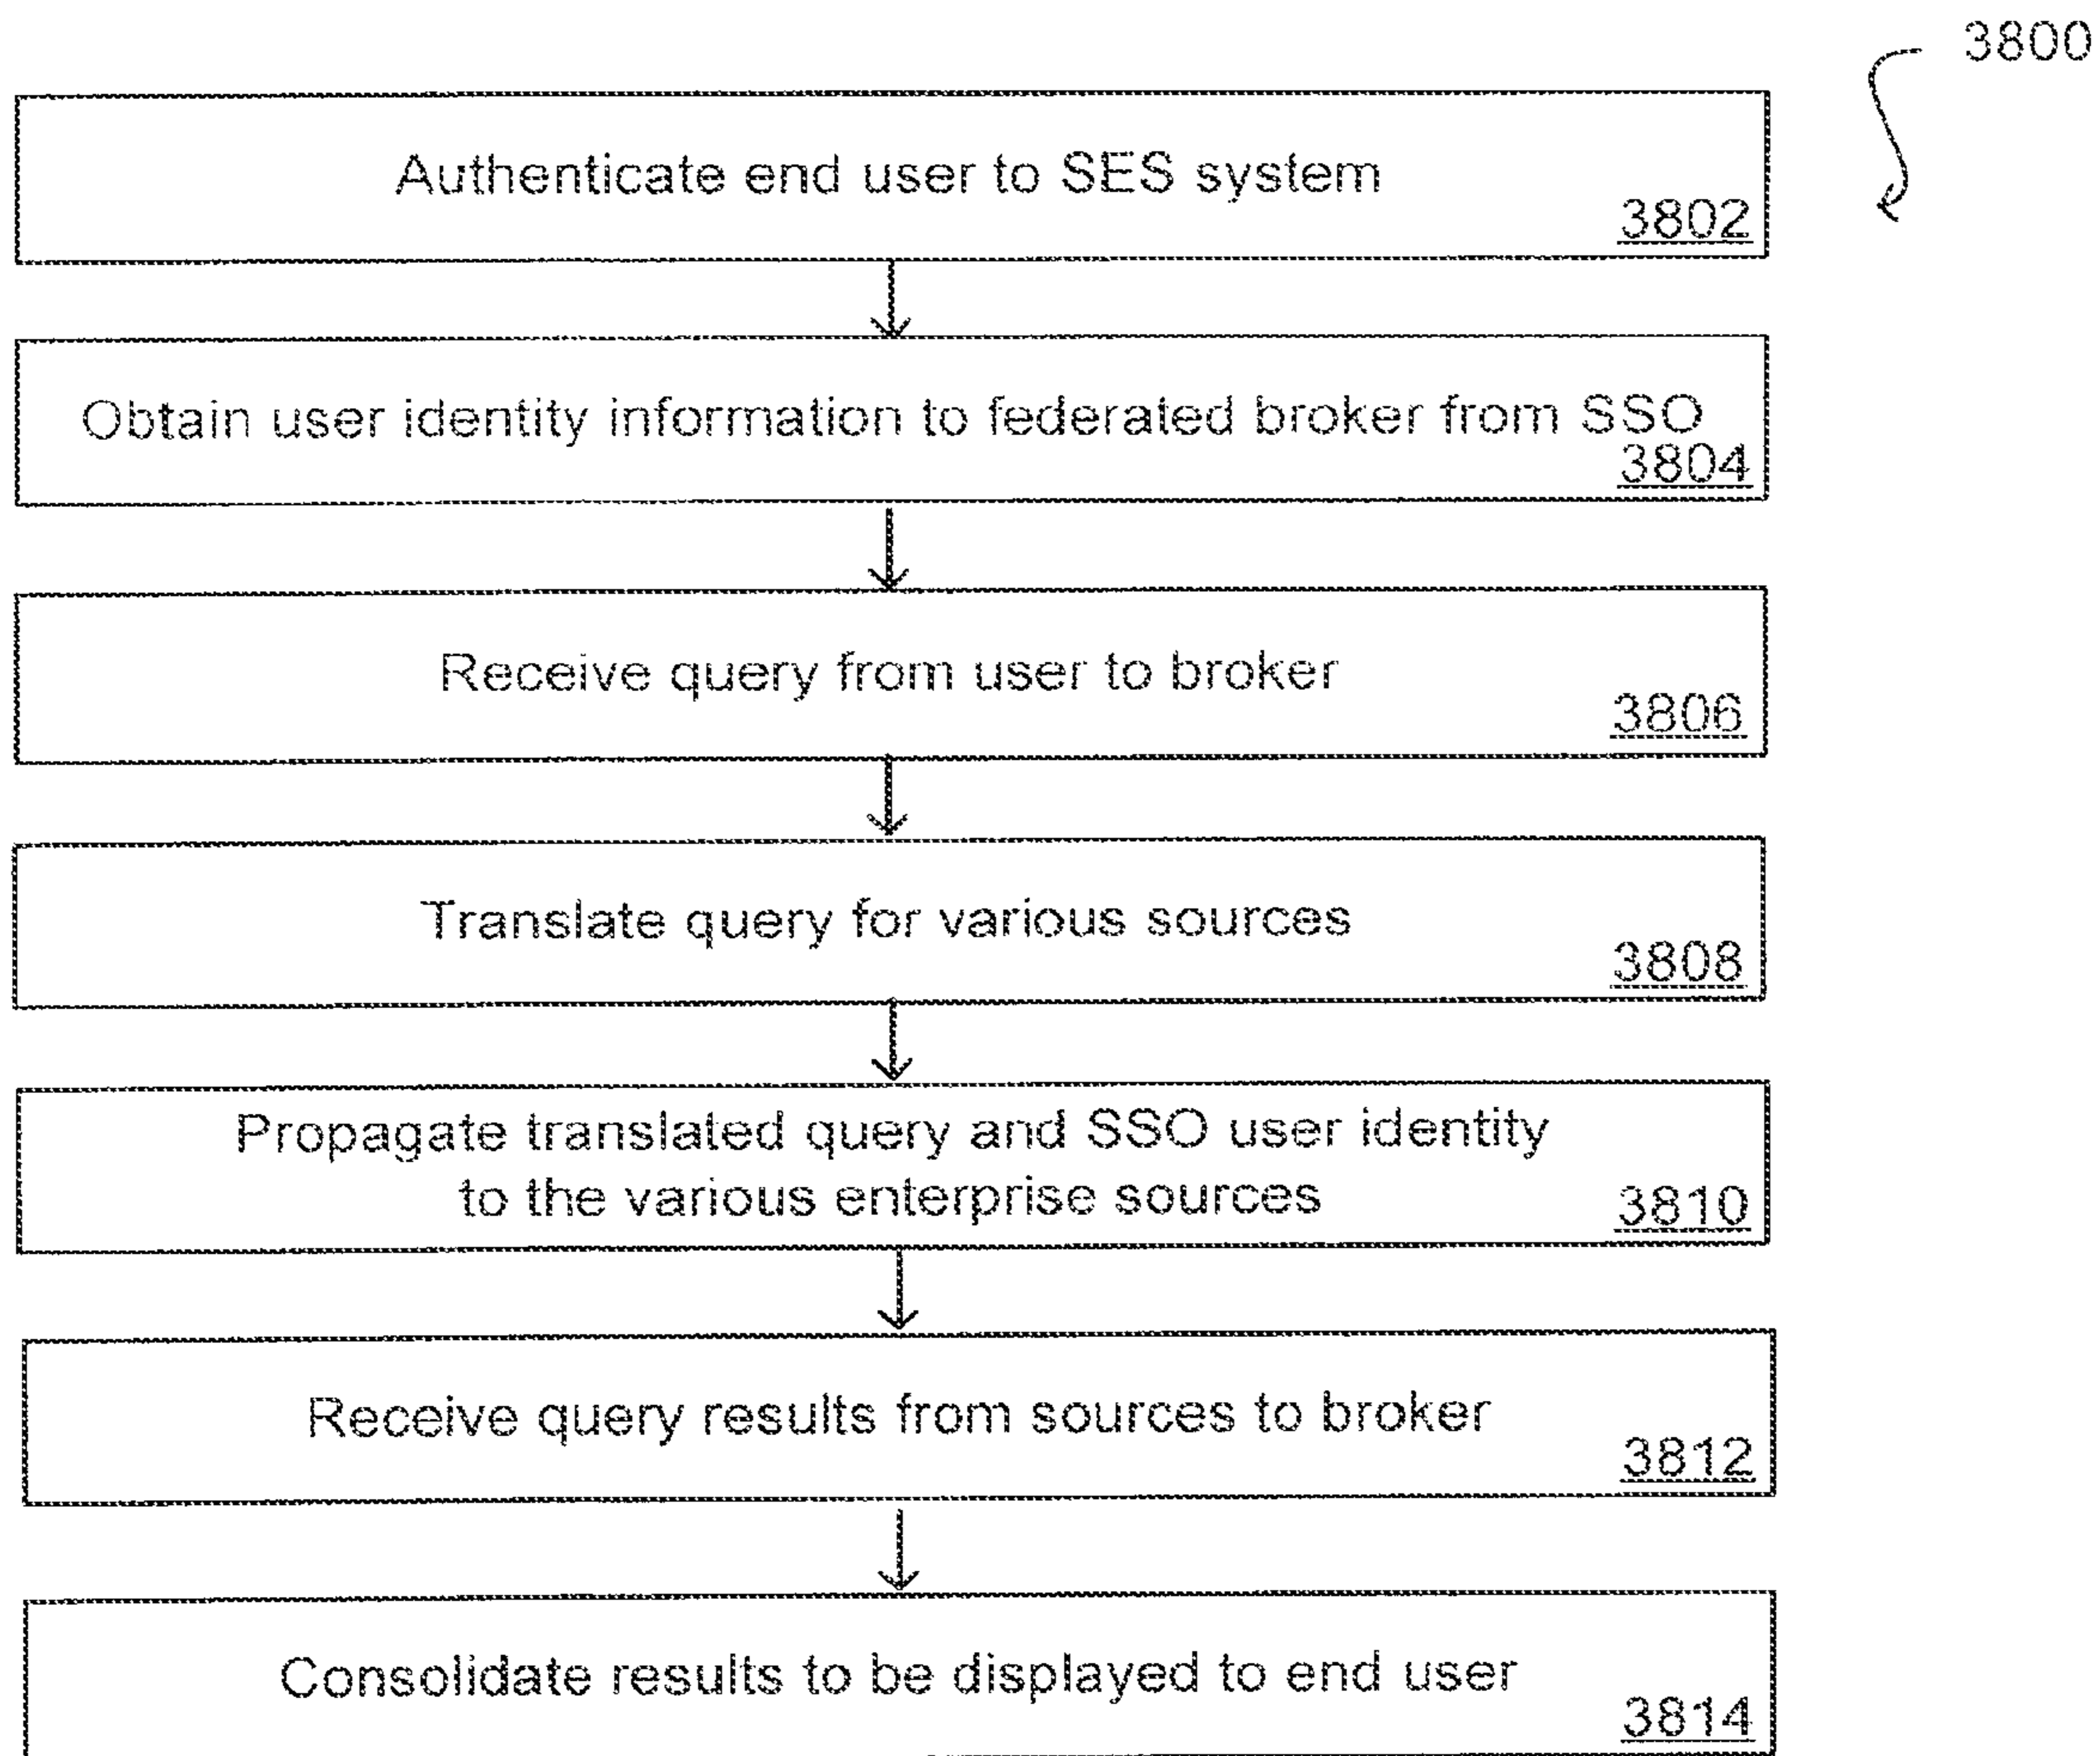 3800
Authenticate end user to SES system
3802
Obtain user identity information to federated broker from SSO
3804
Receive query from user to broker
3806
Translate query for various sources
3808
Propagate translated query and SSO user identity
to the various enterprise sources
3810
Receive query results from sources to broker
3812
Consolidate results to be displayed to end user
3814